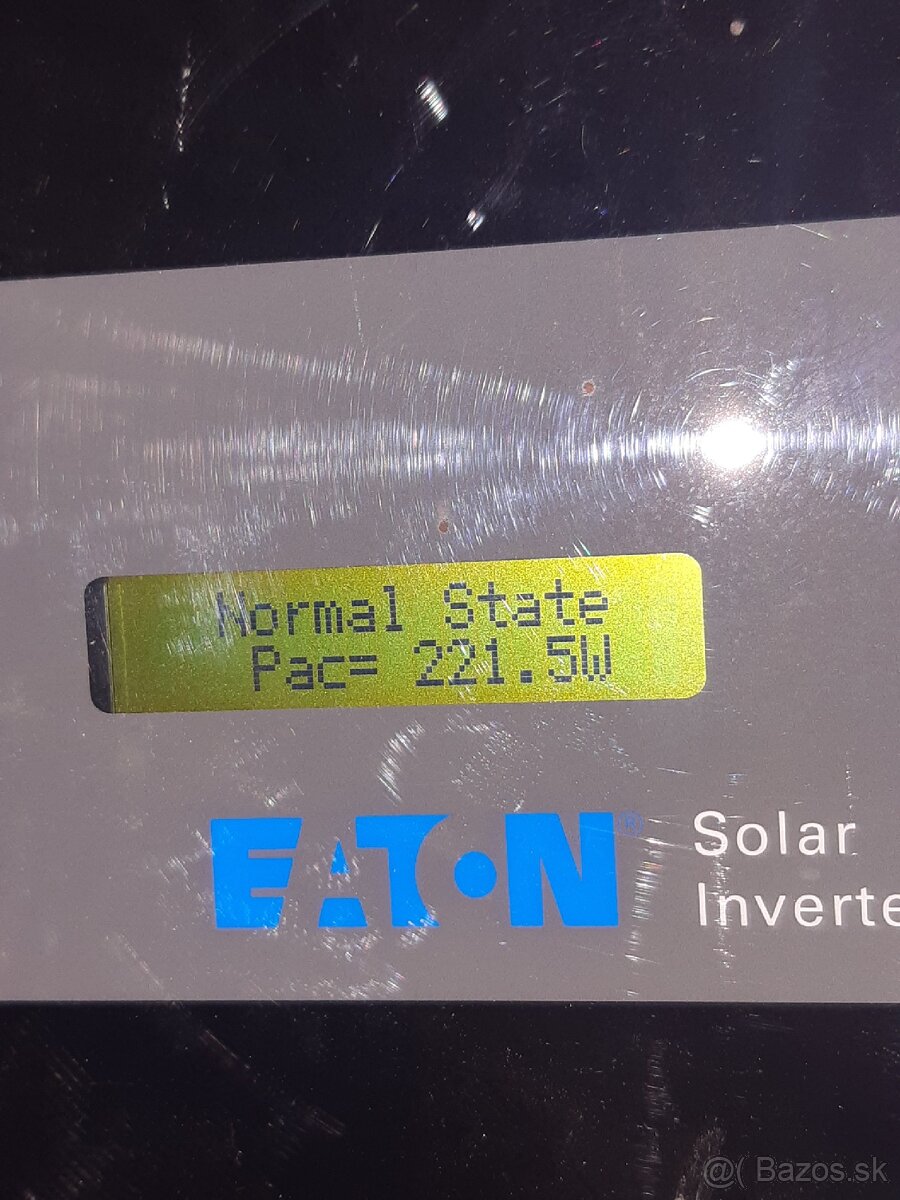 Normal State
Pac= 221.5W
EATON®
Solar
Inverte
@( Bazos.sk